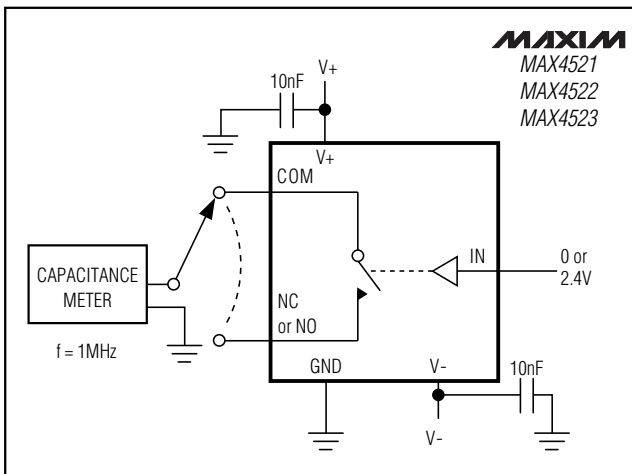 MAXIM
MAX4521
MAX4522
MAX4523
V+
10nF
V+
COM
CAPACITANCE
METER
f = 1MHz
NC
or NO
IN
0 or
2.4V
GND
V-
10nF
V-